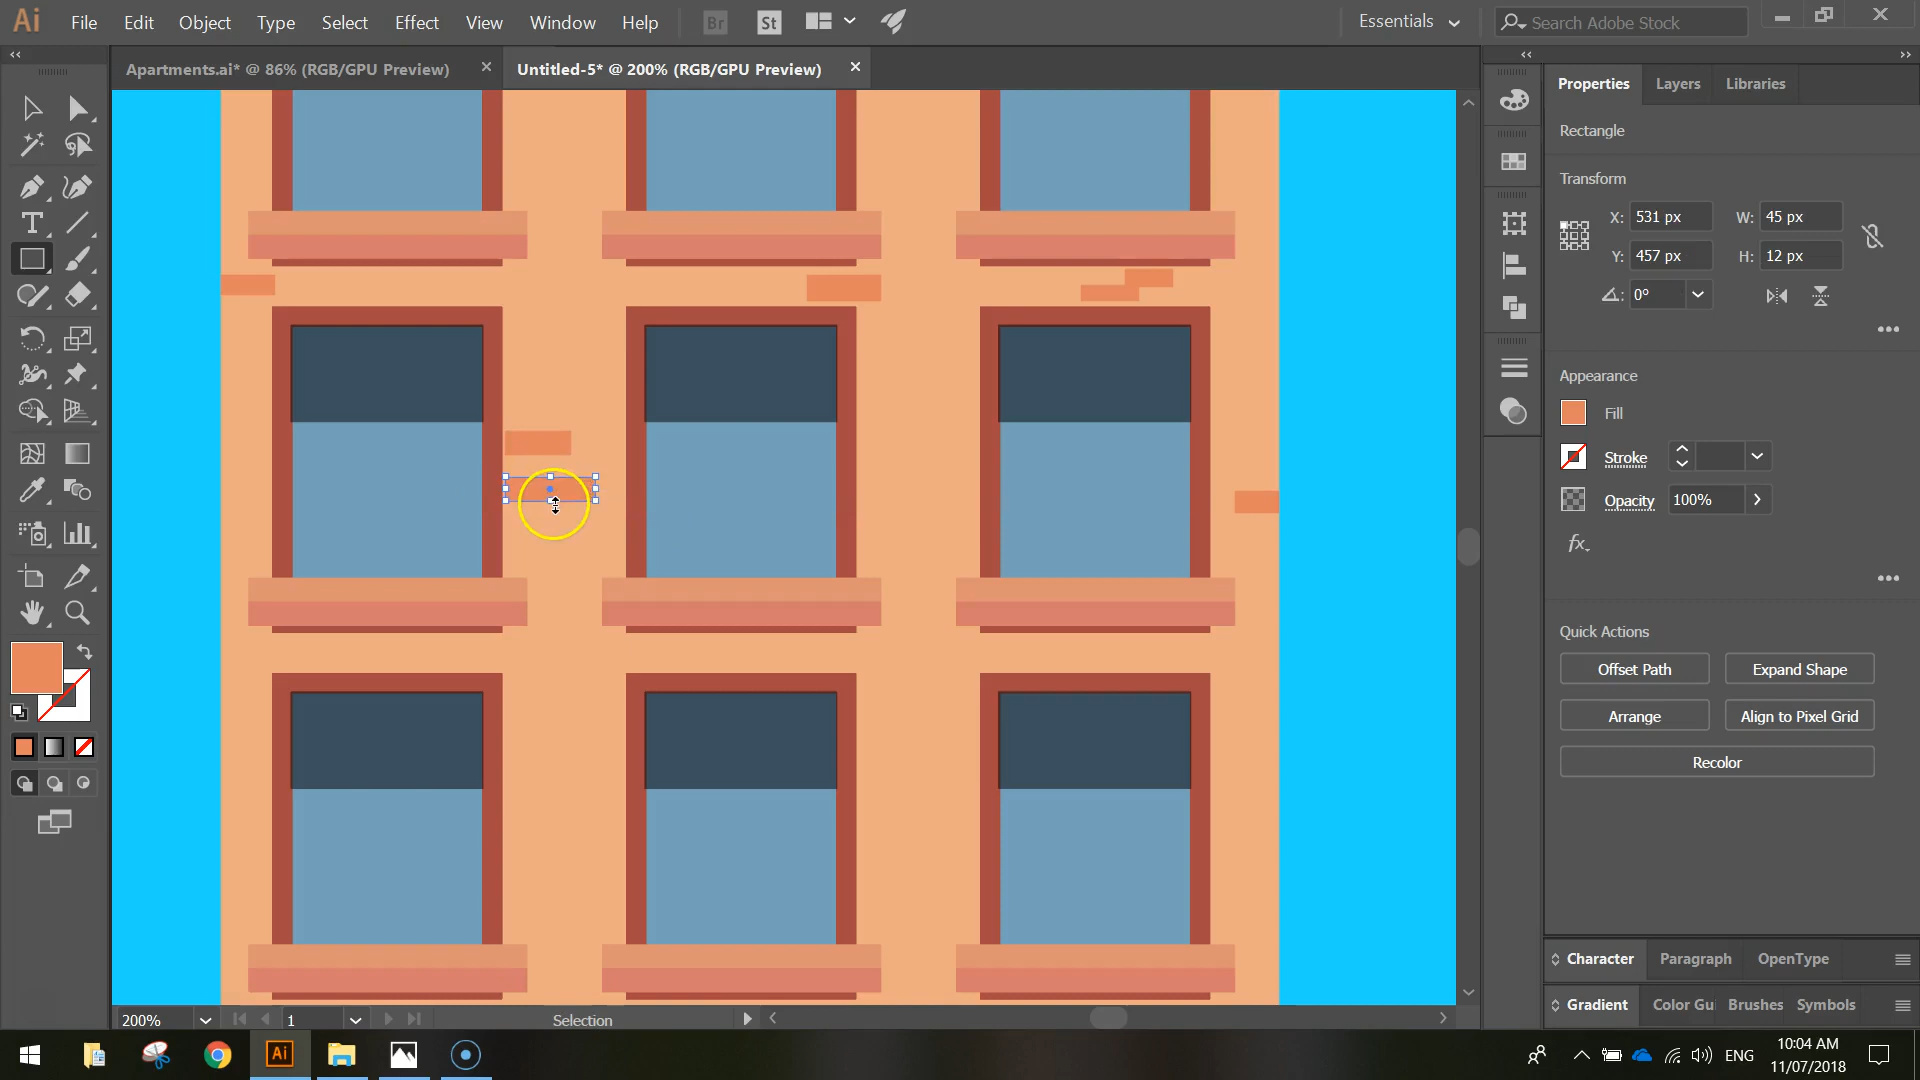 Ai File Edit Object Type Select Effect View Window Help Br St Essentials Search Adobe Stock
Apartments.ai* @ 86% (RGB/GPU Preview) Untitled-5* @ 200% (RGB/GPU Preview)
Properties Layers Libraries
Rectangle
Transform
X: 531 px W: 45 px
Y: 457 px H: 12 px
0°
Appearance
Fill
Stroke
Opacity 100%
fx
Quick Actions
Offset Path Expand Shape
Arrange Align to Pixel Grid
Recolor
Character Paragraph OpenType
Gradient Color Gui Brushes Symbols
200% 1 Selection
Ai ENG 10:04 AM
11/07/2018